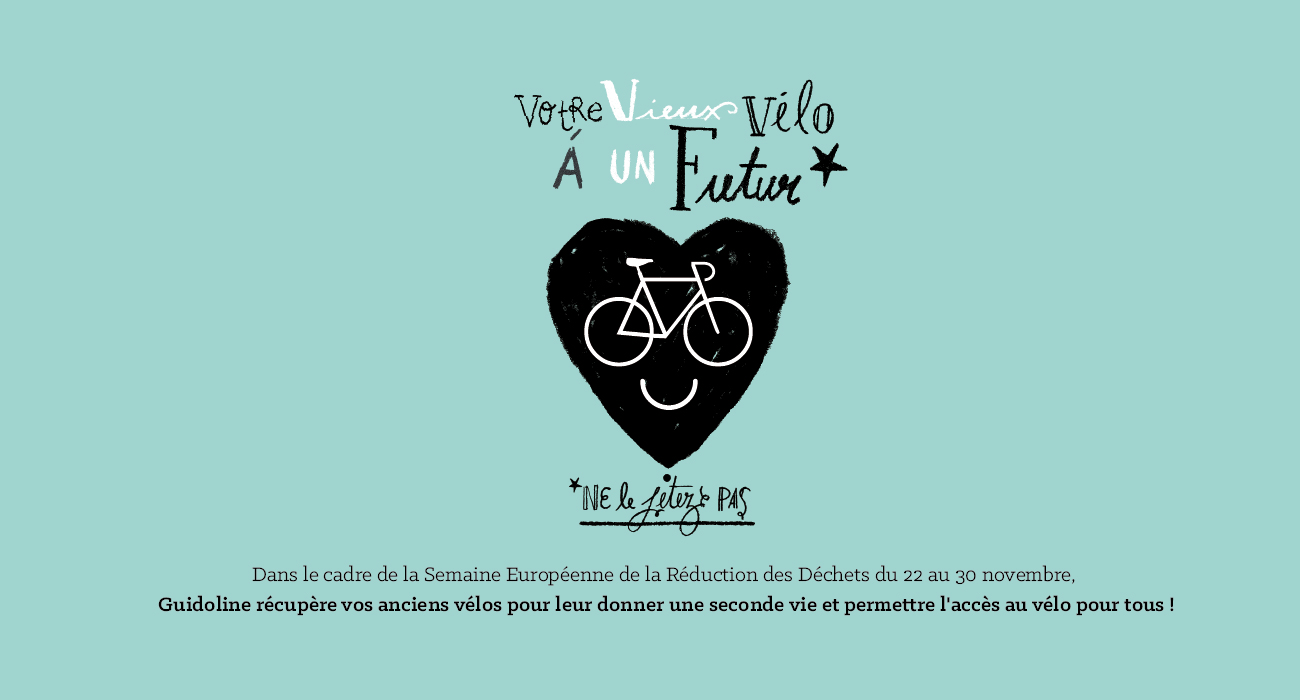 Votre Vieux Vélo
Á UN Futur*
*NE le jetez PAS
Dans le cadre de la Semaine Européenne de la Réduction des Déchets du 22 au 30 novembre,
Guidoline récupère vos anciens vélos pour leur donner une seconde vie et permettre l'accès au vélo pour tous !